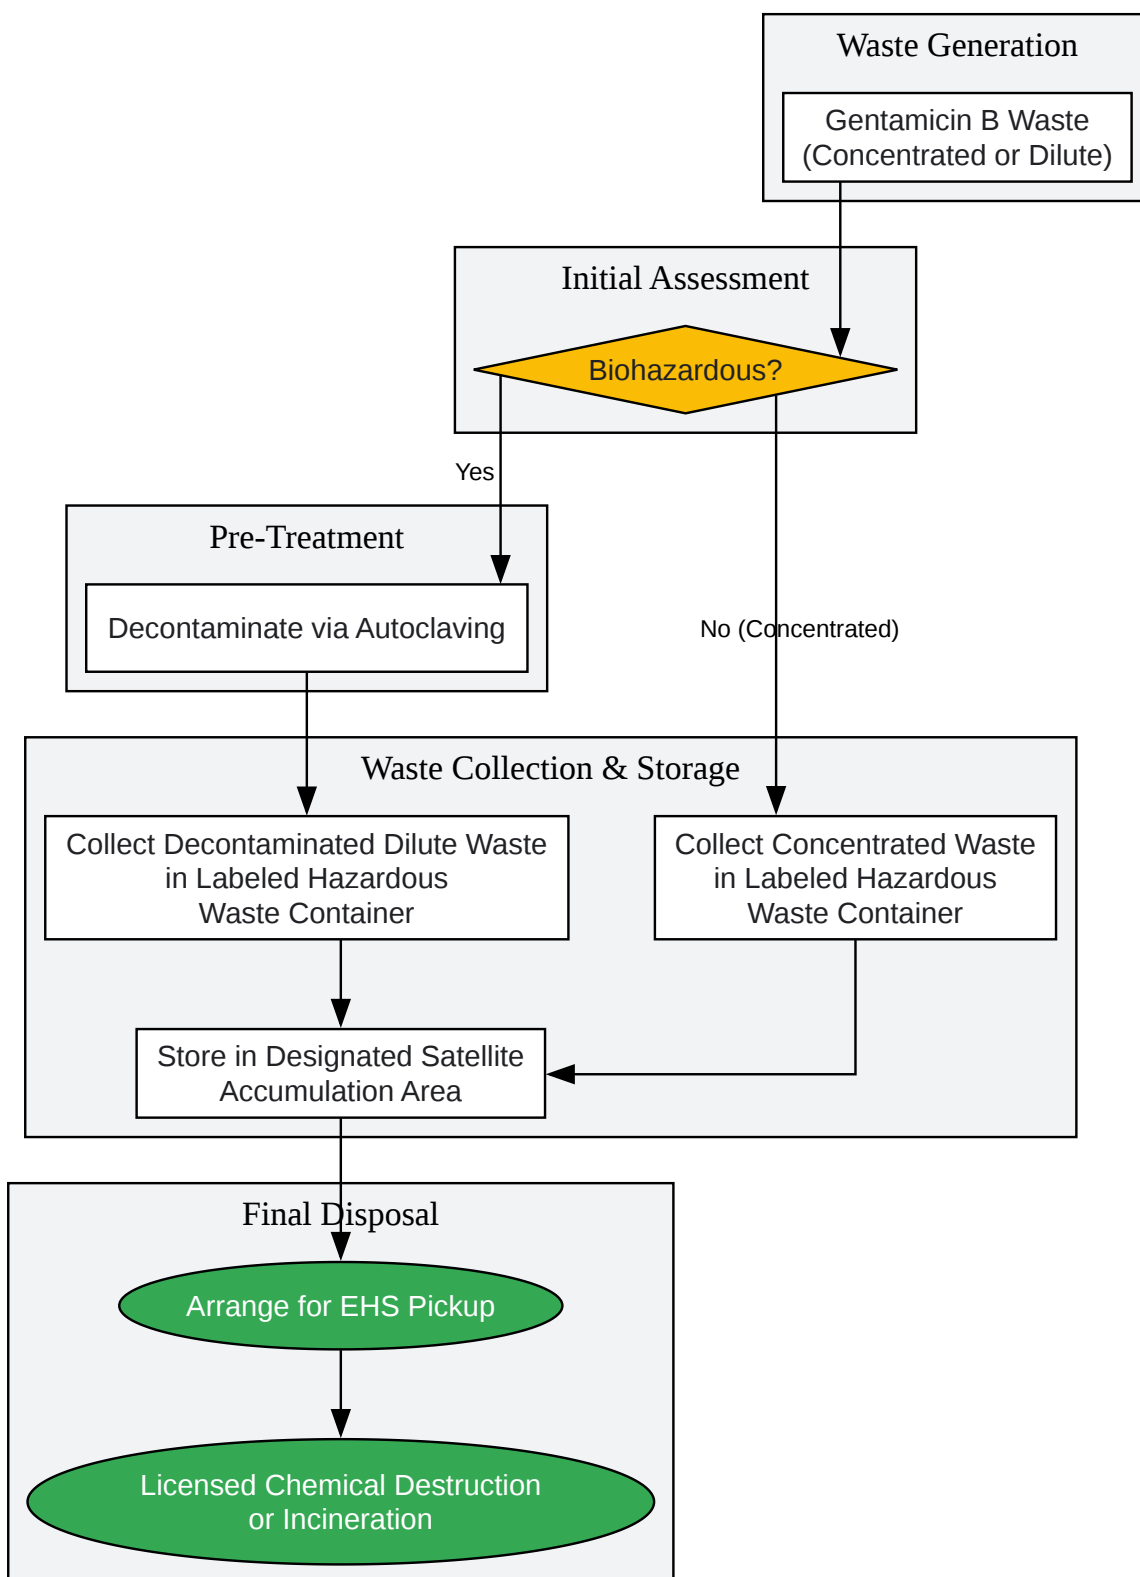 Waste Generation
Gentamicin B Waste
(Concentrated or Dilute)
Initial Assessment
Biohazardous?
Yes
Pre-Treatment
Decontaminate via Autoclaving
No (Concentrated)
Waste Collection & Storage
Collect Decontaminated Dilute Waste
in Labeled Hazardous
Waste Container
Collect Concentrated Waste
in Labeled Hazardous
Waste Container
Store in Designated Satellite
Accumulation Area
Final Disposal
Arrange for EHS Pickup
Licensed Chemical Destruction
or Incineration